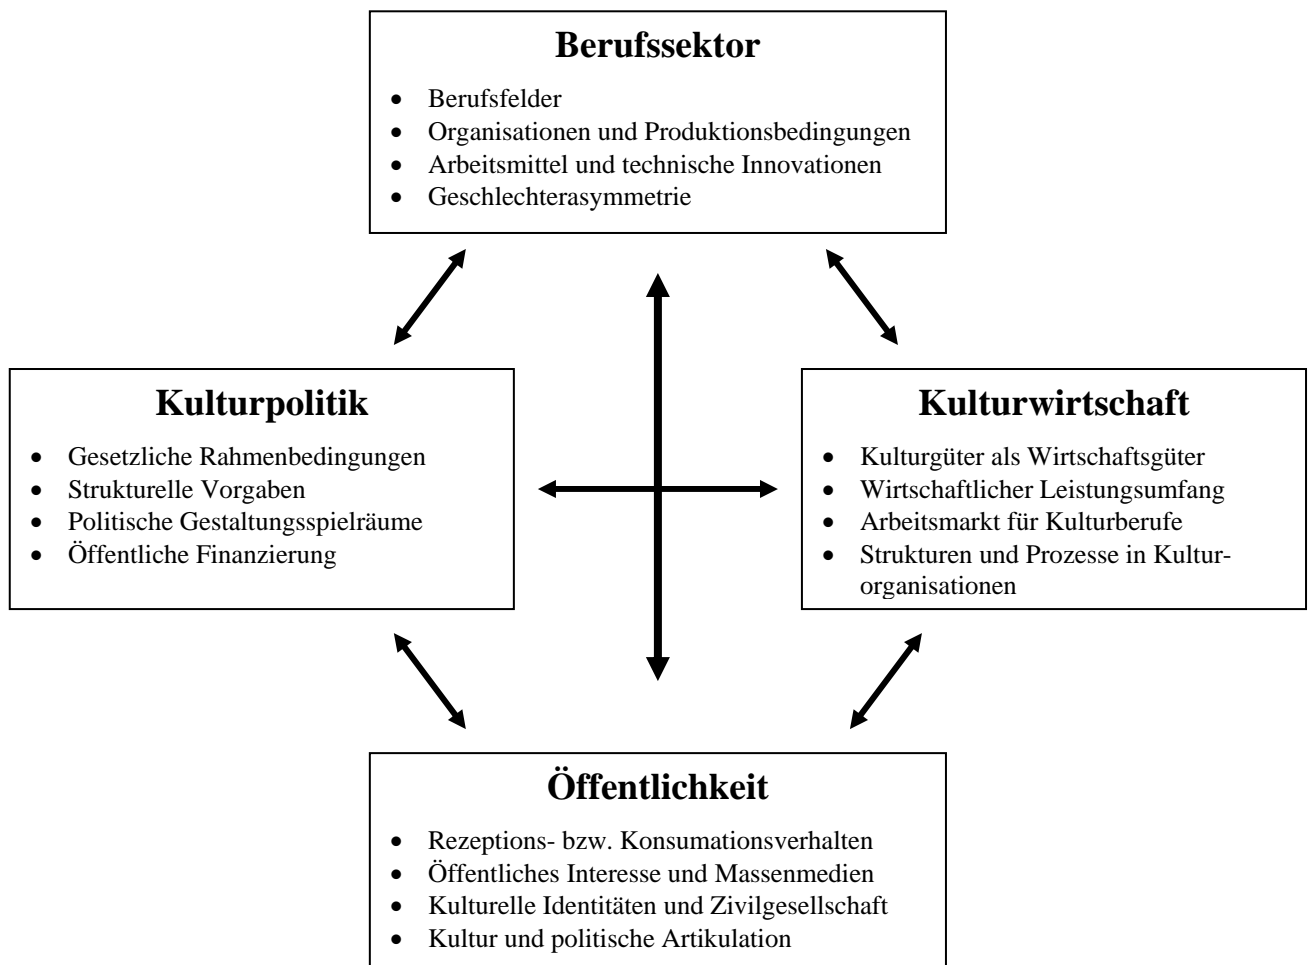 Berufssektor
• Berufsfelder
• Organisationen und Produktionsbedingungen
• Arbeitsmittel und technische Innovationen
• Geschlechterasymmetrie
Kulturpolitik
• Gesetzliche Rahmenbedingungen
• Strukturelle Vorgaben
• Politische Gestaltungsspielräume
• Öffentliche Finanzierung
Kulturwirtschaft
• Kulturgüter als Wirtschaftsgüter
• Wirtschaftlicher Leistungsumfang
• Arbeitsmarkt für Kulturberufe
• Strukturen und Prozesse in Kultur-
organisationen
Öffentlichkeit
• Rezeptions- bzw. Konsumationsverhalten
• Öffentliches Interesse und Massenmedien
• Kulturelle Identitäten und Zivilgesellschaft
• Kultur und politische Artikulation